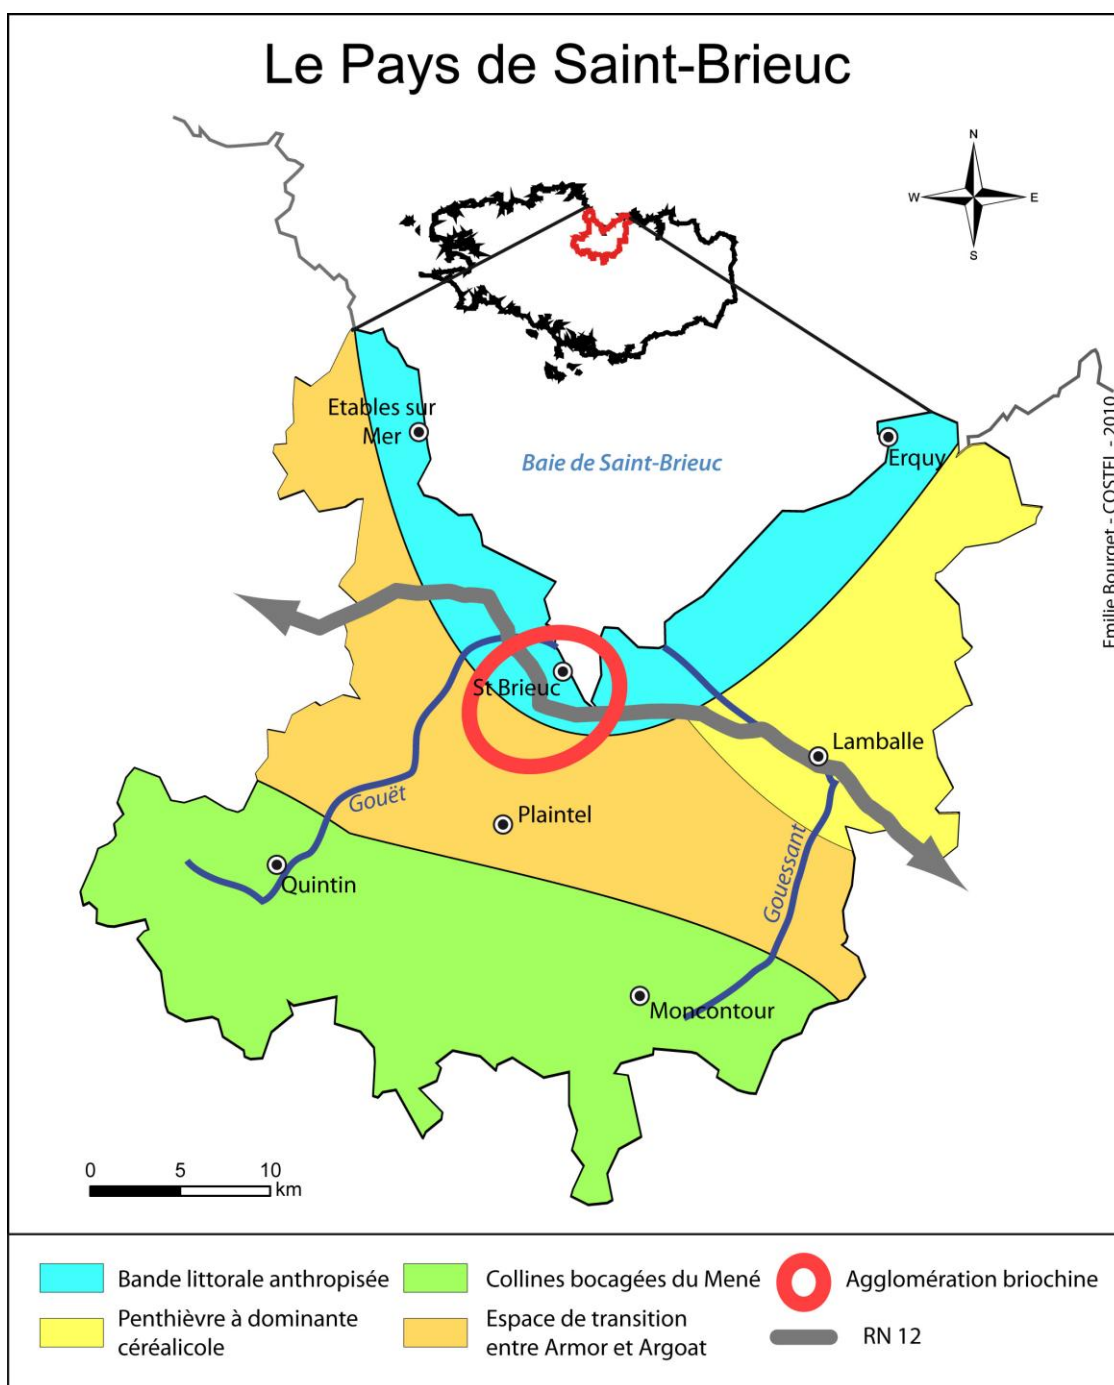 Le Pays de Saint-Brieuc
N
W
E
S
Etables sur
Mer
Baie de Saint-Brieuc
Erquy
Emilie Bourget - COSTEL - 2010
St Brieuc
Lamballe
Gouët
Plaintel
Gouessant
Quintin
Moncontour
0 5 10
km
Bande littorale anthropisée
Penthièvre à dominante
céréalicole
Collines bocagées du Mené
Espace de transition
entre Armor et Argoat
Agglomération briochine
RN 12